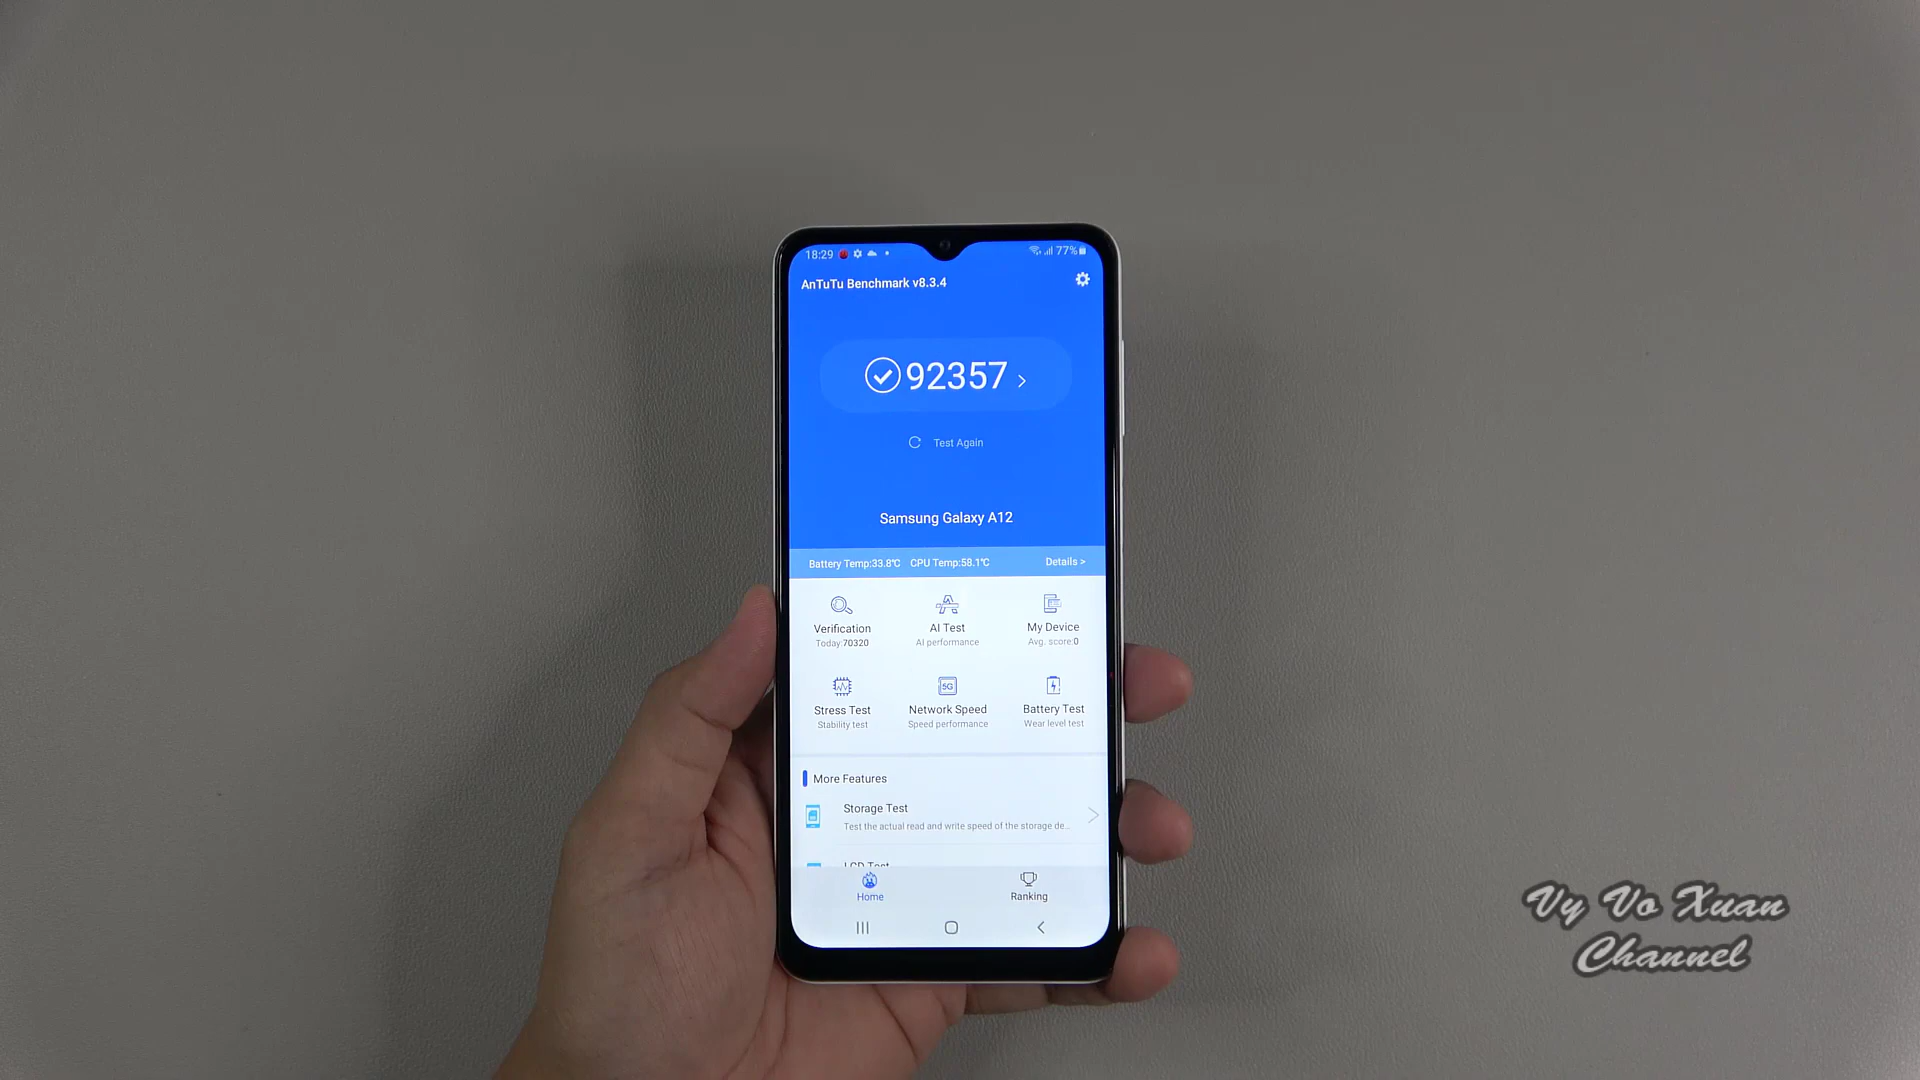 18:29
77%
AnTuTu Benchmark v8.3.4
92357
Test Again
Samsung Galaxy A12
Battery Temp:33.8℃ CPU Temp:58.1℃ Details >
Verification AI Test My Device
Today:70320 AI performance Avg. score:0
5G
Stress Test Network Speed Battery Test
Stability test Speed performance Wear level test
More Features
Storage Test
Test the actual read and write speed of the storage de...
LCD Test
Home Ranking
Vy Vo Xuan
Channel